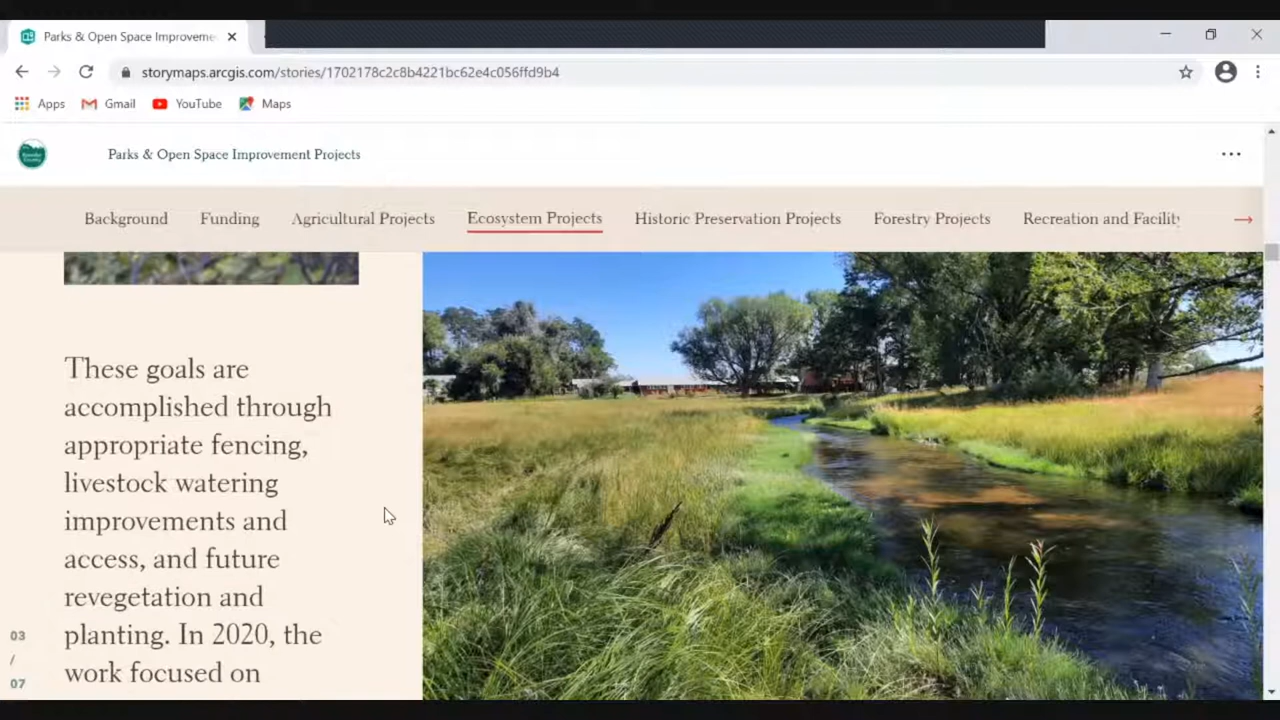 Parks & Open Space Improveme
storymaps.arcgis.com/stories/1702178c2c8b4221bc62e4c056ffd9b4
Apps Gmail YouTube Maps
Parks & Open Space Improvement Projects
Background Funding Agricultural Projects Ecosystem Projects Historic Preservation Projects Forestry Projects Recreation and Facility
These goals are
accomplished through
appropriate fencing,
livestock watering
improvements and
access, and future
revegetation and
planting. In 2020, the
work focused on
03
/
07